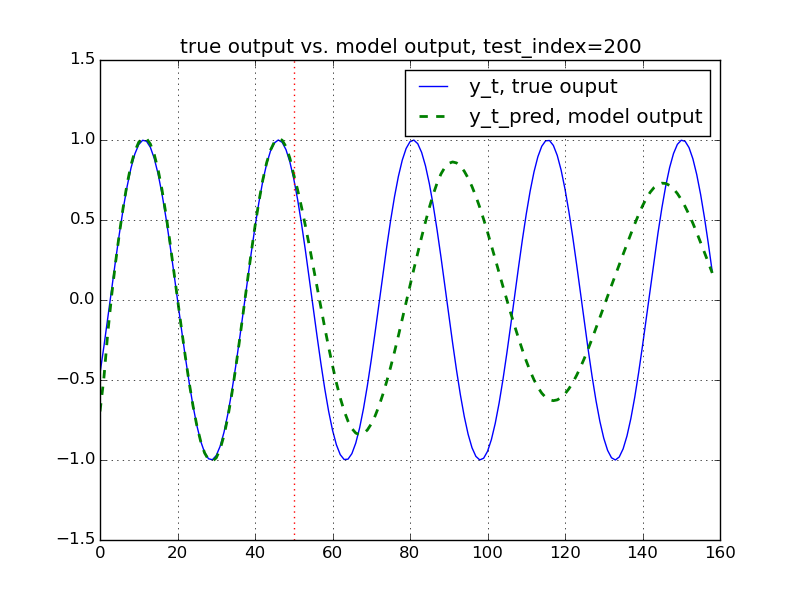 true output vs. model output, test_index=200
y_t, true ouput
y_t_pred, model output
1.5
1.0
0.5
0.0
−0.5
−1.0
−1.5
0 20 40 60 80 100 120 140 160